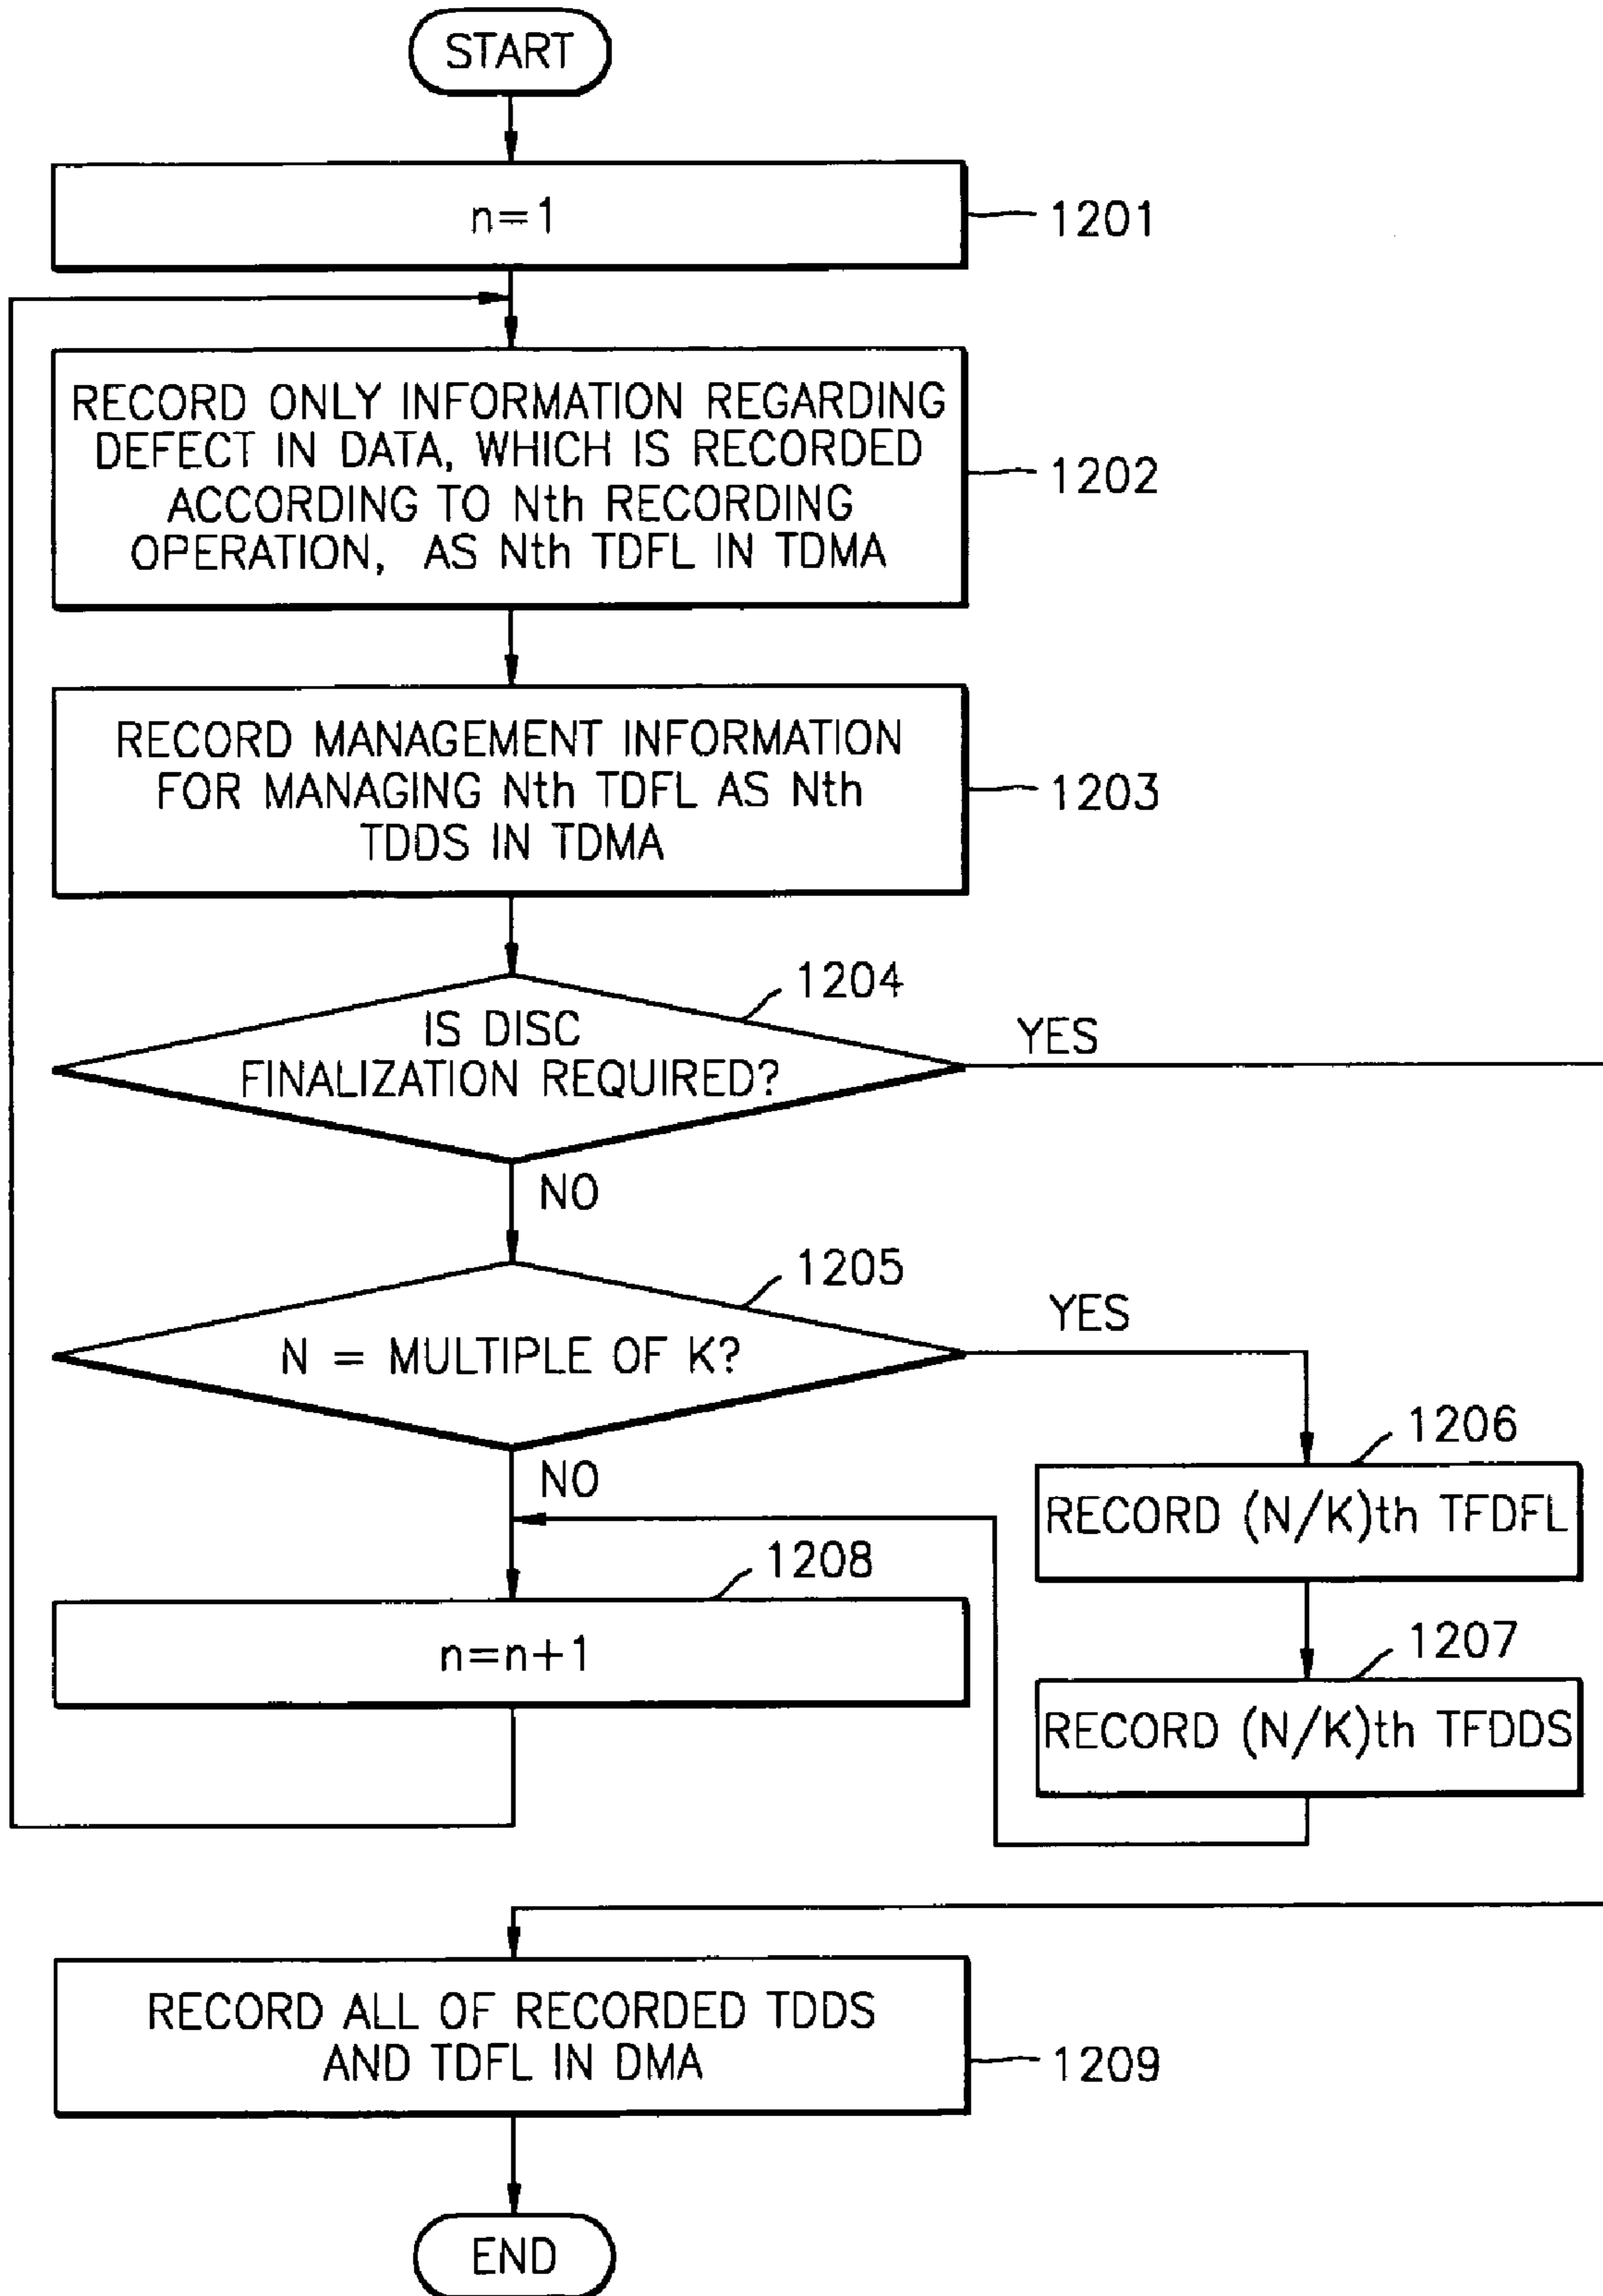 START
n=1
1201
RECORD ONLY INFORMATION REGARDING
DEFECT IN DATA, WHICH IS RECORDED
ACCORDING TO Nth RECORDING
OPERATION, AS Nth TDFL IN TDMA
1202
RECORD MANAGEMENT INFORMATION
FOR MANAGING Nth TDFL AS Nth
TDDS IN TDMA
1203
1204
IS DISC
FINALIZATION REQUIRED?
YES
NO
1205
N = MULTIPLE OF K?
YES
NO
1206
RECORD (N/K)th TFDFL
1207
RECORD (N/K)th TFDDS
1208
n=n+1
RECORD ALL OF RECORDED TDDS
AND TDFL IN DMA
1209
END